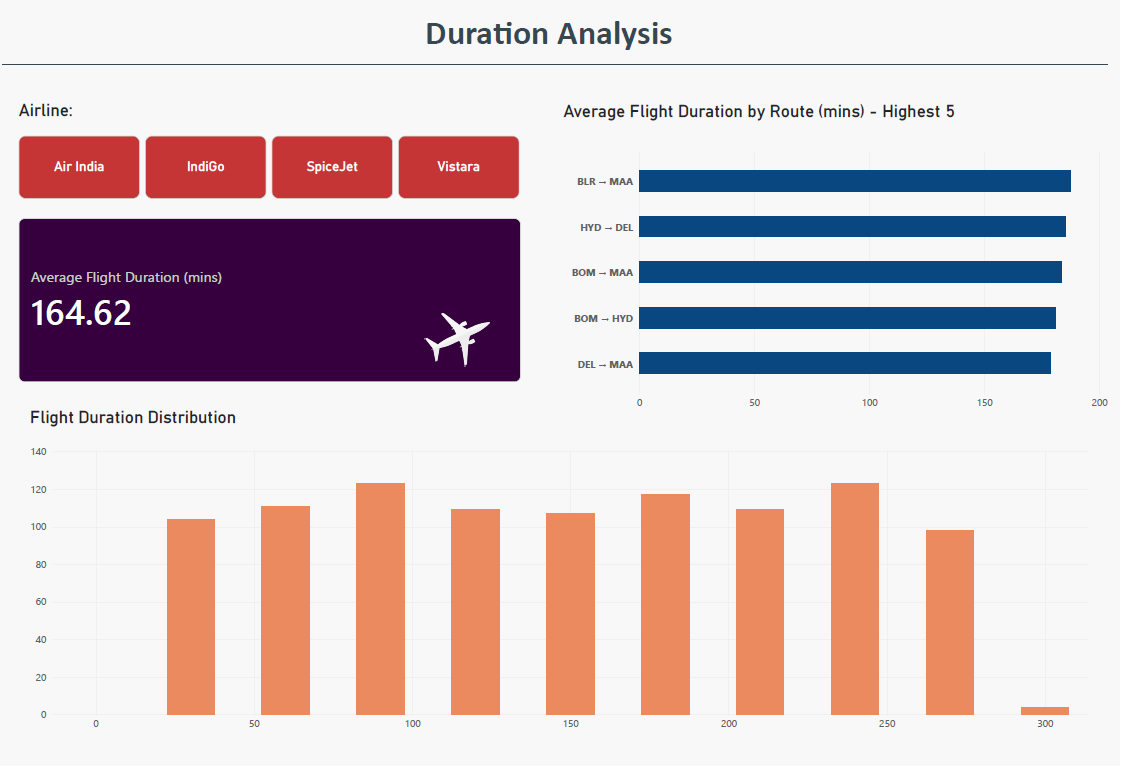 Duration Analysis
Airline:
Air India
IndiGo
SpiceJet
Vistara
Average Flight Duration (mins)
164.62
Average Flight Duration by Route (mins) - Highest 5
BLR → MAA
HYD → DEL
BOM → MAA
BOM → HYD
DEL → MAA
0 50 100 150 200
Flight Duration Distribution
140
120
100
80
60
40
20
0
0 50 100 150 200 250 300